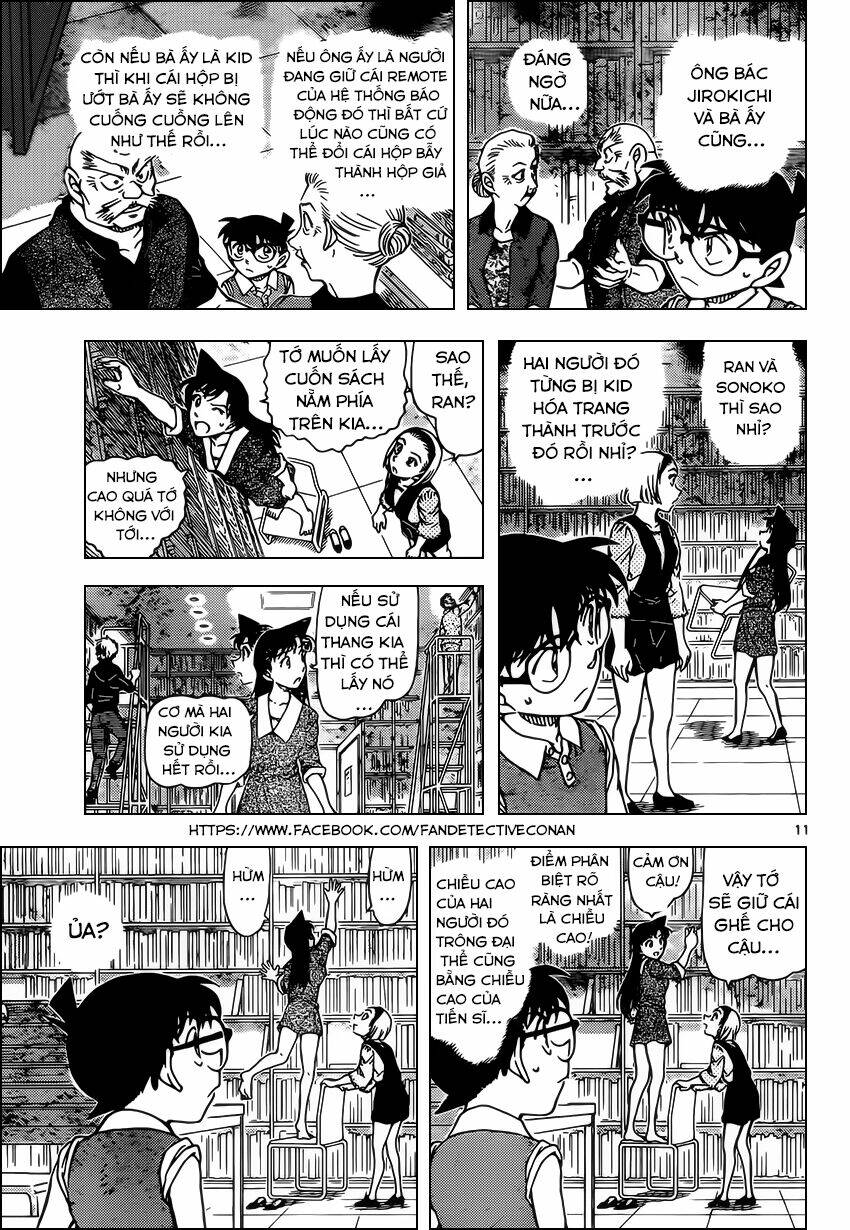 ÔNG BÁC
JIROKICHI
VÀ BÀ ẤY
CŨNG...
ĐÁNG
NGỜ
NỮA...
NẾU ÔNG ẤY LÀ NGƯỜI
ĐANG GIỮ CÁI REMOTE
CỦA HỆ THỐNG BÁO
ĐỘNG ĐÓ THÌ BẤT CỨ
LÚC NÀO CŨNG CÓ
THỂ ĐỔI CÁI HỘP BẪY
THÀNH HỘP GIẢ
...
CÒN NẾU BÀ ẤY LÀ KID
THÌ KHI CÁI HỘP BỊ
ƯỚT BÀ ẤY SẼ KHÔNG
CUỐNG CUỒNG LÊN
NHƯ THẾ RỒI...
RAN VÀ
SONOKO
THÌ SAO
NHỈ?
HAI NGƯỜI ĐÓ
TỪNG BỊ KID
HÓA TRANG
THÀNH TRƯỚC
ĐÓ RỒI NHỈ?
...
SAO
THẾ,
RAN?
TỚ MUỐN LẤY
CUỐN SÁCH
NẰM PHÍA
TRÊN KIA...
NHƯNG
CAO QUÁ TỚ
KHÔNG VỚI
TỚI...
NẾU SỬ
DỤNG CÁI
THANG KIA
THÌ CÓ THỂ
LẤY NÓ
...
CƠ MÀ HAI
NGƯỜI KIA
SỬ DỤNG
HẾT RỒI...
HTTPS://WWW.FACEBOOK.COM/FANDETECTIVECONAN
11
VẬY TỚ
SẼ GIỮ CÁI
GHẾ CHO
CẬU...
CẢM ƠN
CẬU!
ĐIỂM PHÂN
BIỆT RÕ
RÀNG NHẤT
LÀ CHIỀU
CAO!
CHIỀU CAO
CỦA HAI
NGƯỜI ĐÓ
TRÔNG ĐẠI
THỂ CŨNG
BẰNG CHIỀU
CAO CỦA
TIẾN SĨ...
HỪM
...
HỪM
...
ỦA?